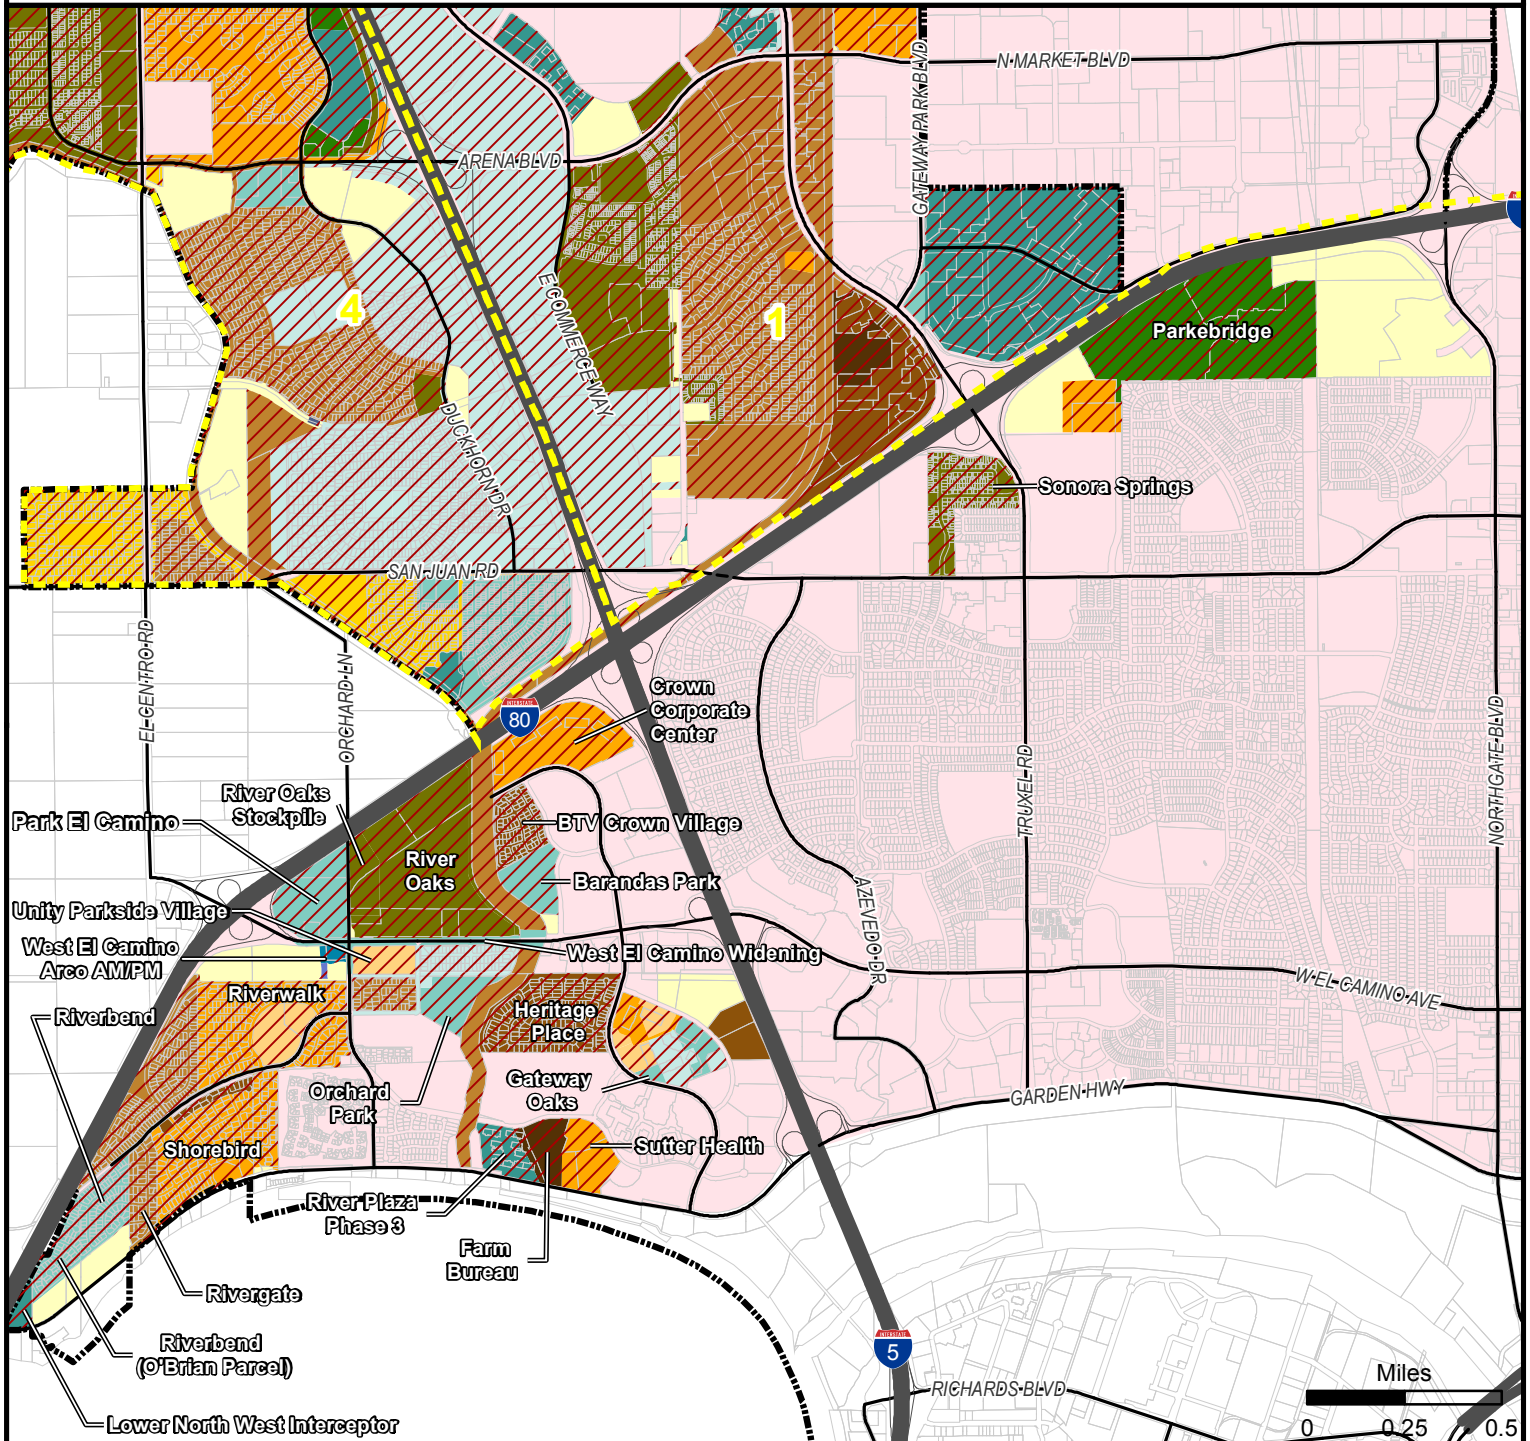 N MARKET BLVD
GATEWAY PARK BLVD
ARENA BLVD
4
1
E COMMERCE WAY
Parkebridge
DUCKHORN DR
Sonora Springs
SAN JUAN RD
EL CENTRO RD
ORCHARD LN
INTERSTATE
80
Crown
Corporate
Center
TRUXEL RD
NORTHGATE BLVD
River Oaks
Stockpile
Park El Camino
BTV Crown Village
River
Oaks
Barandas Park
AZEVEDO DR
Unity Parkside Village
West El Camino
Arco AM/PM
West El Camino Widening
W EL CAMINO AVE
Riverwalk
Riverbend
Heritage
Place
Orchard
Park
Gateway
Oaks
GARDEN HWY
Shorebird
Sutter Health
River Plaza
Phase 3
Farm
Bureau
Rivergate
Riverbend
(O'Brian Parcel)
INTERSTATE
5
RICHARDS BLVD
Miles
0 0.25 0.5
Lower North West Interceptor